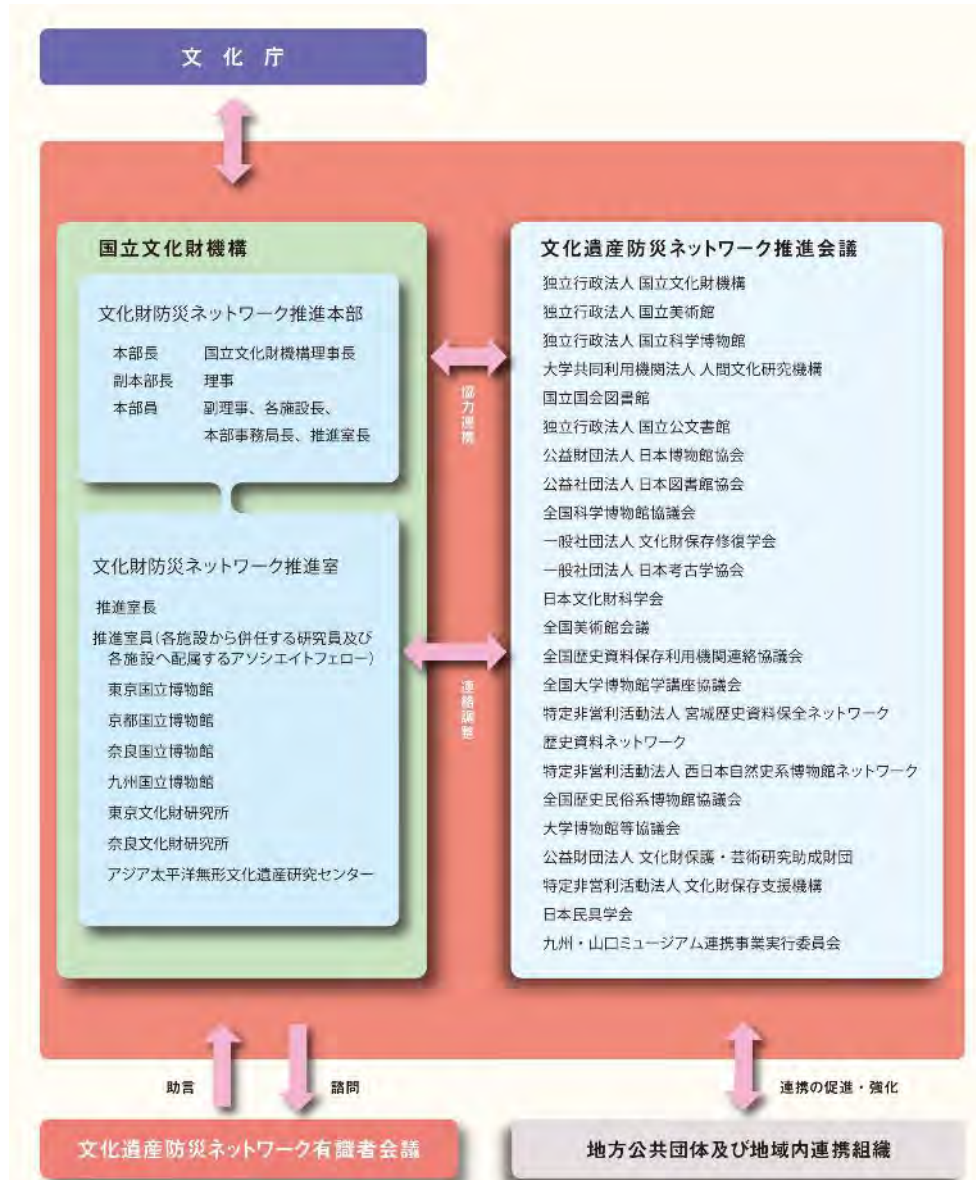 文化庁
国立文化財機構
文化財防災ネットワーク推進本部
本部長 国立文化財機構理事長
副本部長 理事
本部員 副理事、各施設長、
本部事務局長、推進室長
文化財防災ネットワーク推進室
推進室長
推進室員(各施設から併任する研究員及び
各施設へ配属するアソシエイトフェロー)
東京国立博物館
京都国立博物館
奈良国立博物館
九州国立博物館
東京文化財研究所
奈良文化財研究所
アジア太平洋無形文化遺産研究センター
協力連携
連絡調整
文化遺産防災ネットワーク推進会議
独立行政法人 国立文化財機構
独立行政法人 国立美術館
独立行政法人 国立科学博物館
大学共同利用機関法人 人間文化研究機構
国立国会図書館
独立行政法人 国立公文書館
公益財団法人 日本博物館協会
公益社団法人 日本図書館協会
全国科学博物館協議会
一般社団法人 文化財保存修復学会
一般社団法人 日本考古学協会
日本文化財科学会
全国美術館会議
全国歴史資料保存利用機関連絡協議会
全国大学博物館学講座協議会
特定非営利活動法人 宮城歴史資料保全ネットワーク
歴史資料ネットワーク
特定非営利活動法人 西日本自然史系博物館ネットワーク
全国歴史民俗系博物館協議会
大学博物館等協議会
公益財団法人 文化財保護・芸術研究助成財団
特定非営利活動法人 文化財保存支援機構
日本民具学会
九州・山口ミュージアム連携事業実行委員会
助言
諮問
連携の促進・強化
文化遺産防災ネットワーク有識者会議
地方公共団体及び地域内連携組織